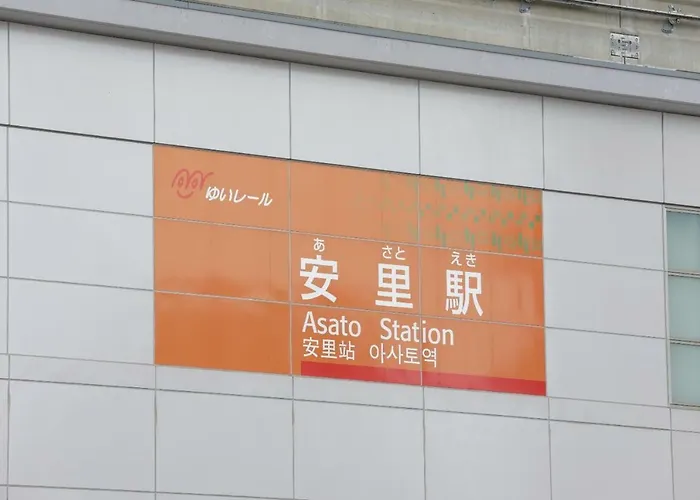 ゆいレール
あ さと えき
安里駅
Asato Station
安里站 아사토역